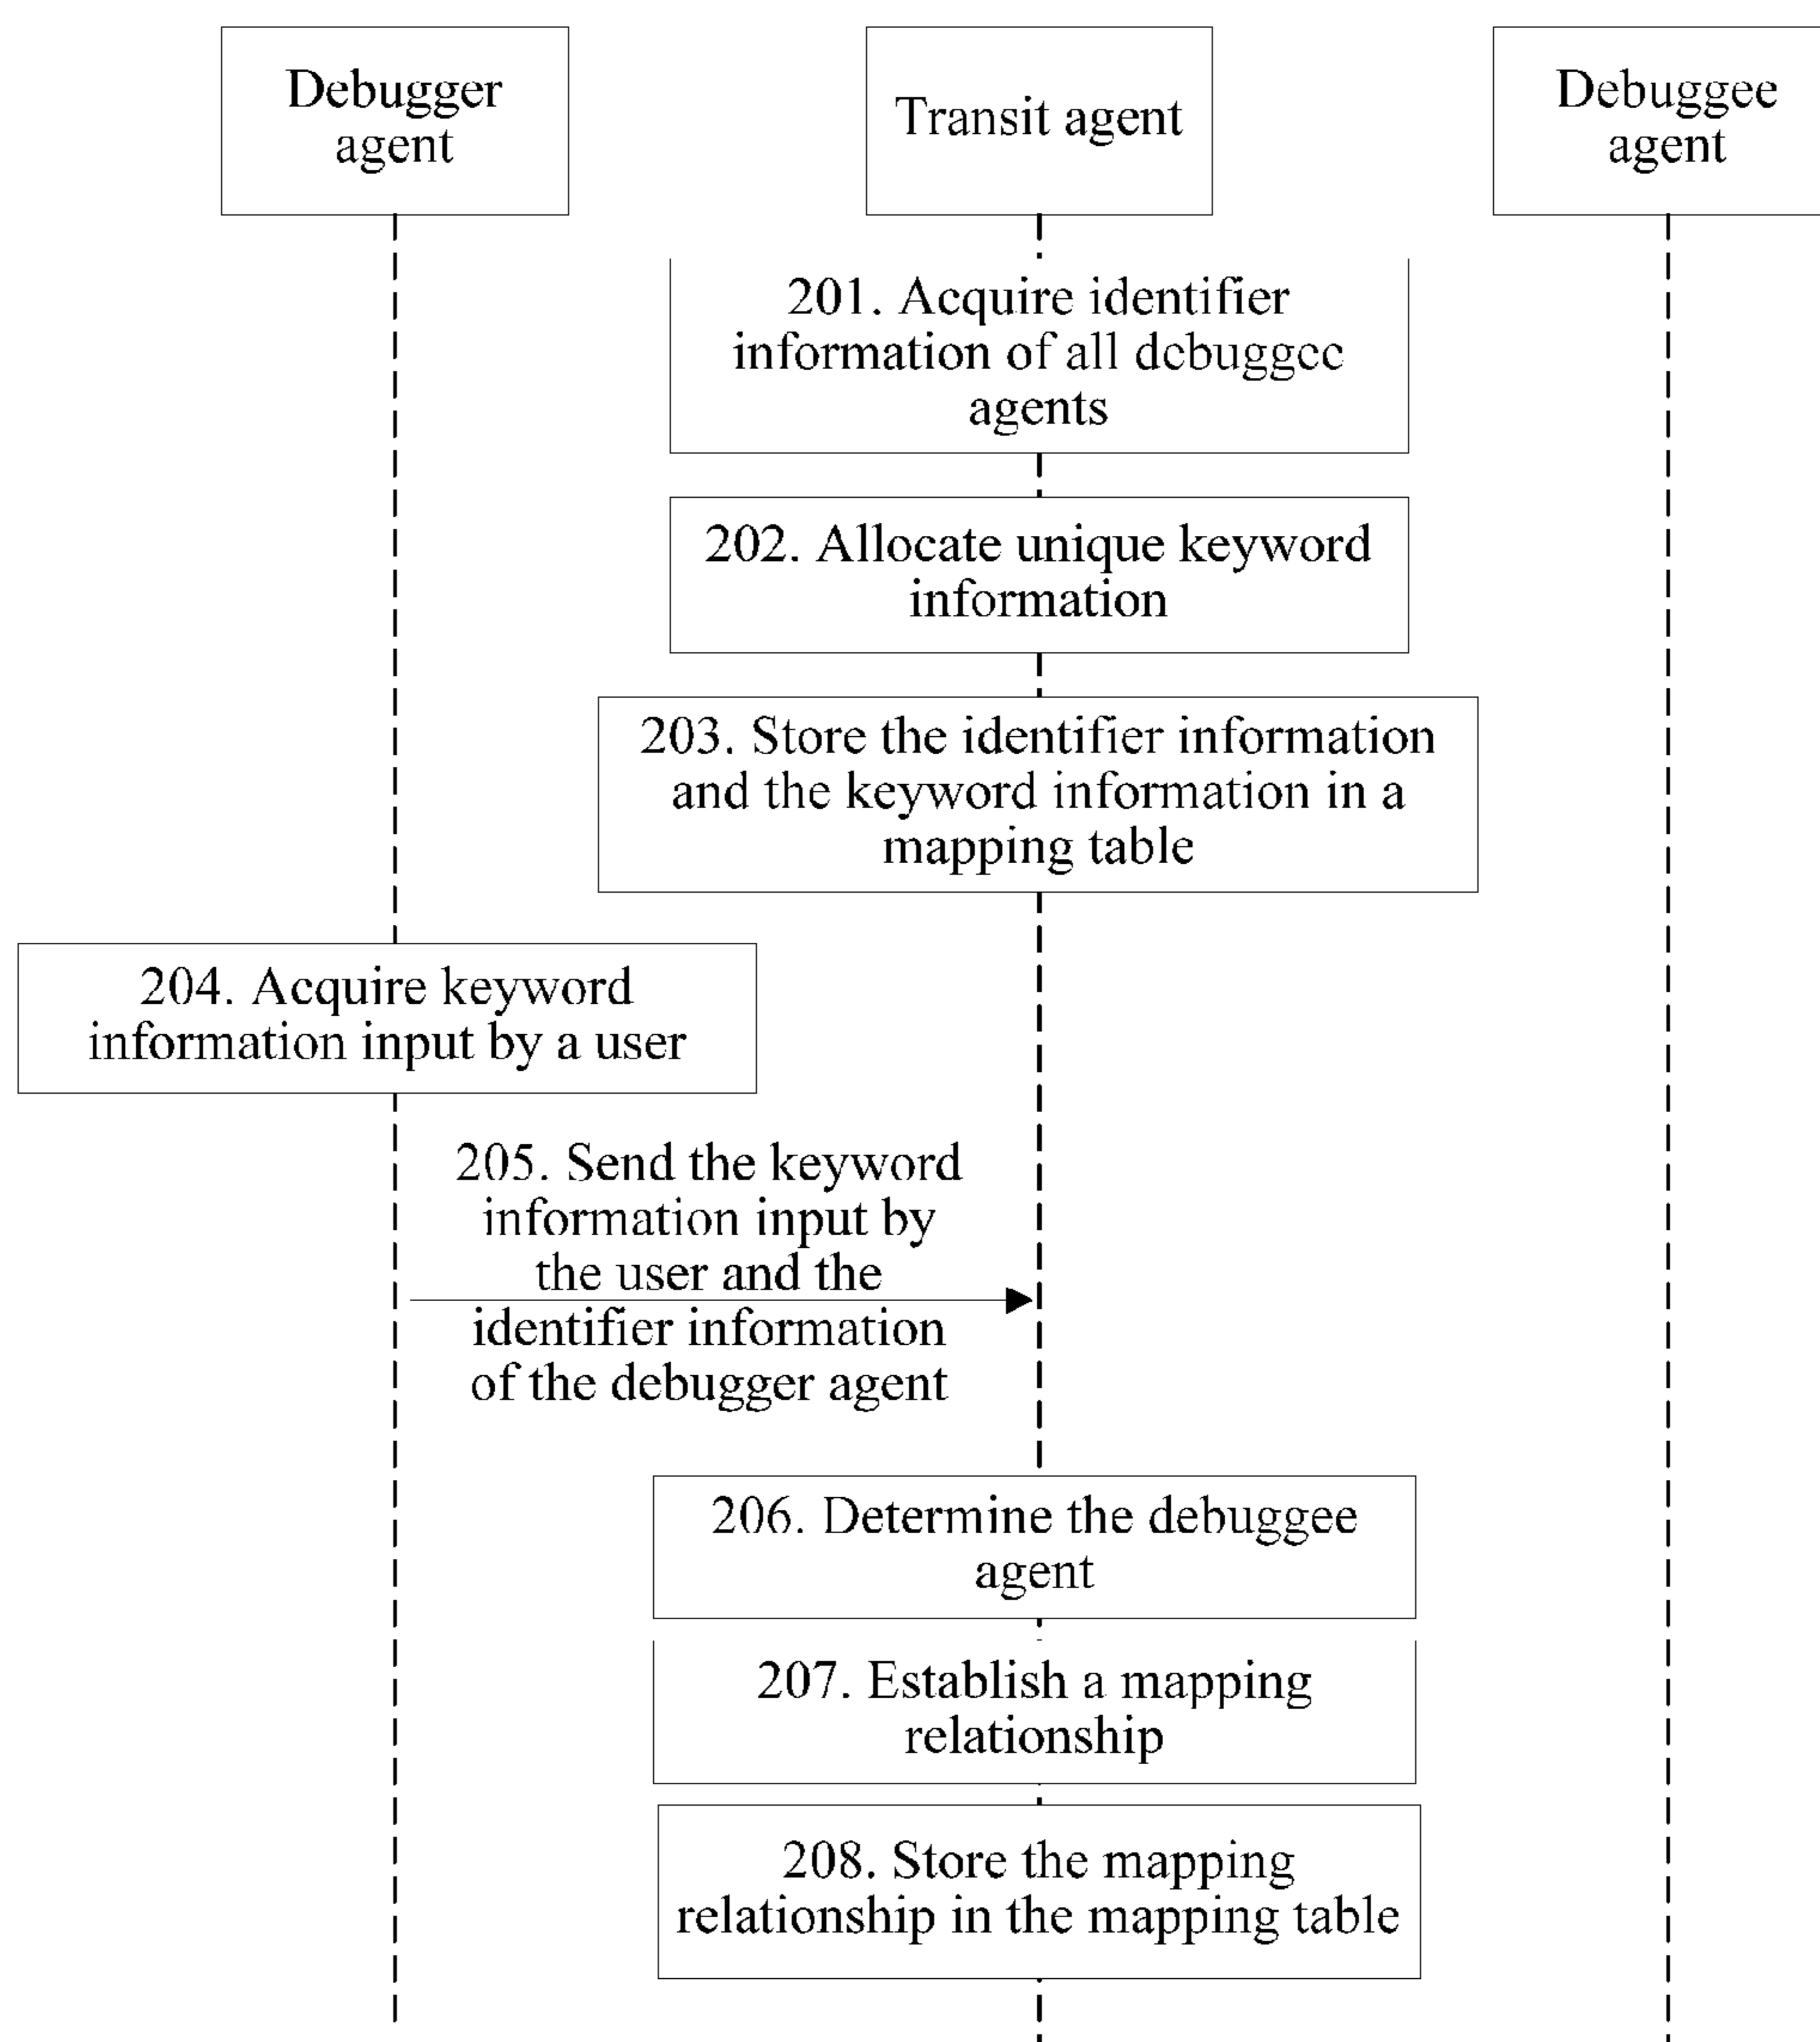 Debugger
agent
Transit agent
Debuggee
agent
201. Acquire identifier
information of all debuggee
agents
202. Allocate unique keyword
information
203. Store the identifier information
and the keyword information in a
mapping table
204. Acquire keyword
information input by a user
205. Send the keyword
information input by
the user and the
identifier information
of the debugger agent
206. Determine the debuggee
agent
207. Establish a mapping
relationship
208. Store the mapping
relationship in the mapping table